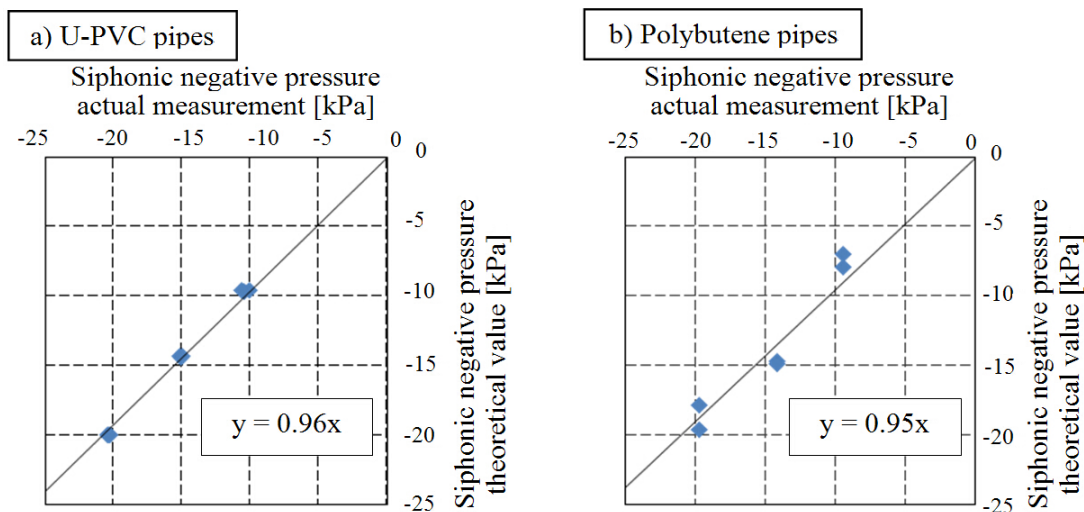 a) U-PVC pipes
Siphonic negative pressure
actual measurement [kPa]
-25 -20 -15 -10 -5 0
0
-5
-10
-15
-20
-25
Siphonic negative pressure
theoretical value [kPa]
y = 0.96x
b) Polybutene pipes
Siphonic negative pressure
actual measurement [kPa]
-25 -20 -15 -10 -5 0
0
-5
-10
-15
-20
-25
Siphonic negative pressure
theoretical value [kPa]
y = 0.95x